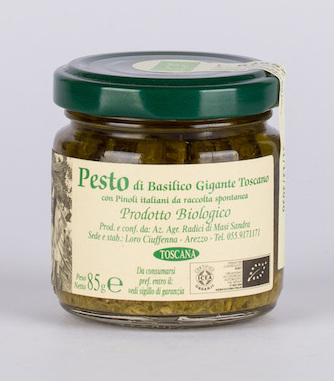 Pesto di Basilico Gigante Toscano
con Pinoli italiani da raccolta spontanea
Prodotto Biologico
Prod. e conf. da: Az. Agr. Radici di Masi Sandra
Sede e stab.: Loro Ciuffenna - Arezzo - Tel. 055.9171171
TOSCANA
Peso
Netto 85g e
Da consumarsi
pref. entro il:
vedi sigillo di garanzia